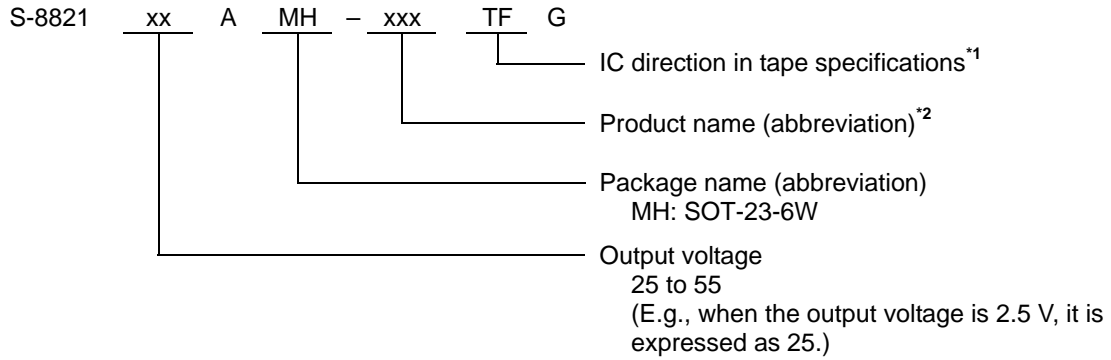 S-8821 xx A MH – xxx TF G
IC direction in tape specifications*1
Product name (abbreviation)*2
Package name (abbreviation)
MH: SOT-23-6W
Output voltage
25 to 55
(E.g., when the output voltage is 2.5 V, it is
expressed as 25.)